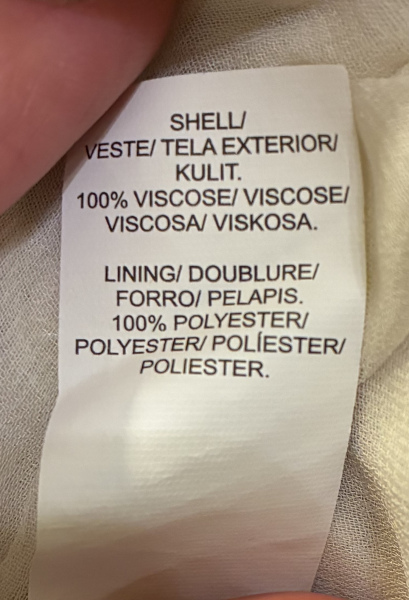 SHELL/
VESTE/ TELA EXTERIOR/
KULIT.
100% VISCOSE/ VISCOSE/
VISCOSA/ VISKOSA.
LINING/ DOUBLURE/
FORRO/ PELAPIS.
100% POLYESTER/
POLYESTER/ POLÍESTER/
POLIESTER.